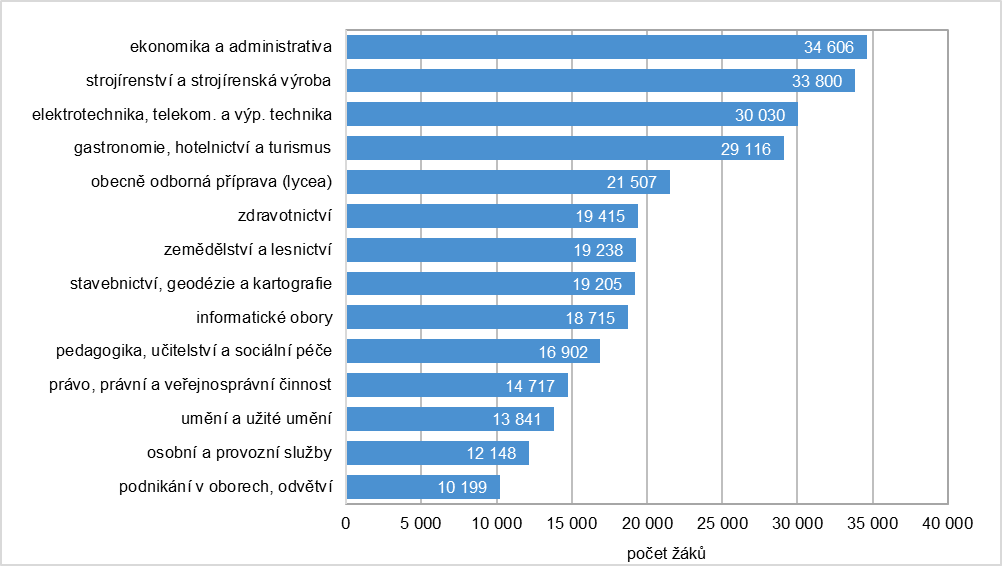 ekonomika a administrativa 34 606
strojírenství a strojírenská výroba 33 800
elektrotechnika, telekom. a výp. technika 30 030
gastronomie, hotelnictví a turismus 29 116
obecně odborná příprava (lycea) 21 507
zdravotnictví 19 415
zemědělství a lesnictví 19 238
stavebnictví, geodézie a kartografie 19 205
informatické obory 18 715
pedagogika, učitelství a sociální péče 16 902
právo, právní a veřejnosprávní činnost 14 717
umění a užité umění 13 841
osobní a provozní služby 12 148
podnikání v oborech, odvětví 10 199
0 5 000 10 000 15 000 20 000 25 000 30 000 35 000 40 000
počet žáků